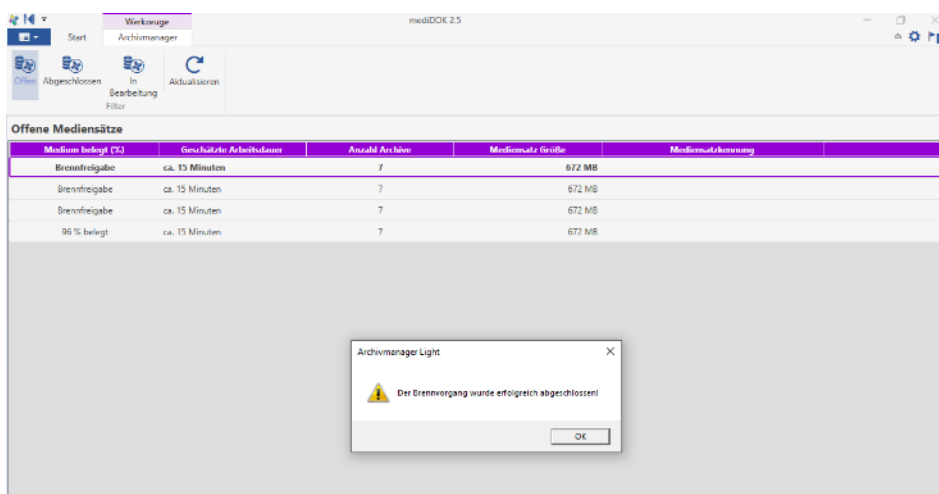 Werkzeuge
mediDOK 2.5
Start
Archivmanager
Offen
Abgeschlossen
In
Bearbeitung
Aktualisieren
Filter
Offene Mediensätze
Medium belegt (%) Geschätzte Arbeitsdauer Anzahl Archive Mediensatz Größe Mediensatzkennung
Brennfreigabe ca. 15 Minuten 7 672 MB
Brennfreigabe ca. 15 Minuten 7 672 MB
Brennfreigabe ca. 15 Minuten 7 672 MB
96 % belegt ca. 15 Minuten 7 672 MB
Archivmanager Light
Der Brennvorgang wurde erfolgreich abgeschlossen!
OK